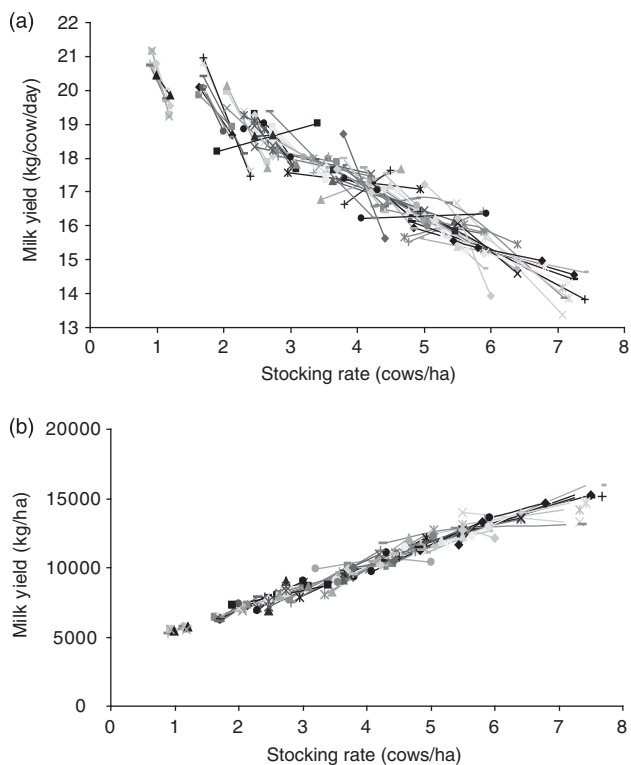 (a)
22
21
20
19
18
17
16
15
14
13
Milk yield (kg/cow/day)
0 1 2 3 4 5 6 7 8
Stocking rate (cows/ha)
(b)
20000
15000
10000
5000
0
Milk yield (kg/ha)
0 1 2 3 4 5 6 7 8
Stocking rate (cows/ha)